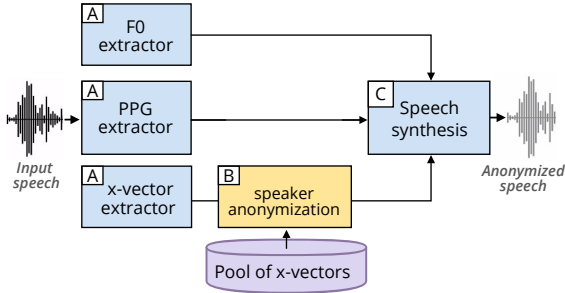 A
F0
extractor
A
PPG
extractor
C
Speech
synthesis
Input
speech
Anonymized
speech
A
x-vector
extractor
B
speaker
anonymization
Pool of x-vectors